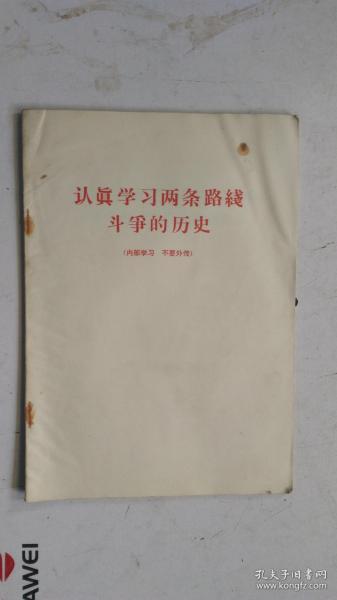 认眞学习两条路綫
斗爭的历史
(内部学习 不要外传)
AWEI
孔夫子旧书网
www.kongfz.com